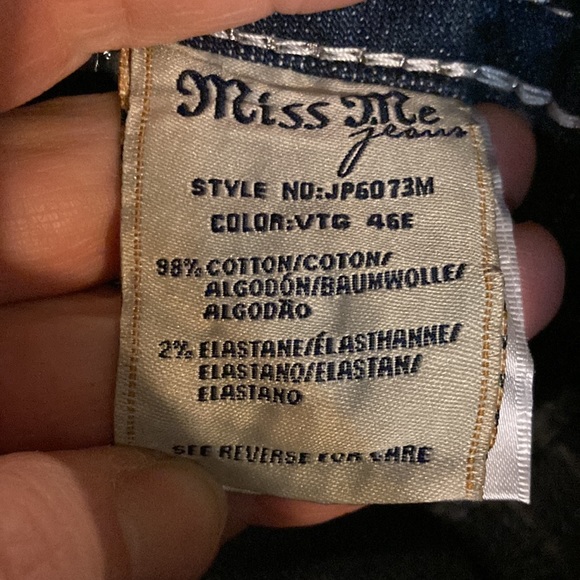 Miss Me
jeans
STYLE NO:JP6073M
COLOR:VTG 46E
98% COTTON/COTON/
ALGODÓN/BAUMWOLLE/
ALGODÃO
2% ELASTANE/ÉLASTHANNE/
ELASTANO/ELASTAN/
ELASTANO
SEE REVERSE FOR CARE